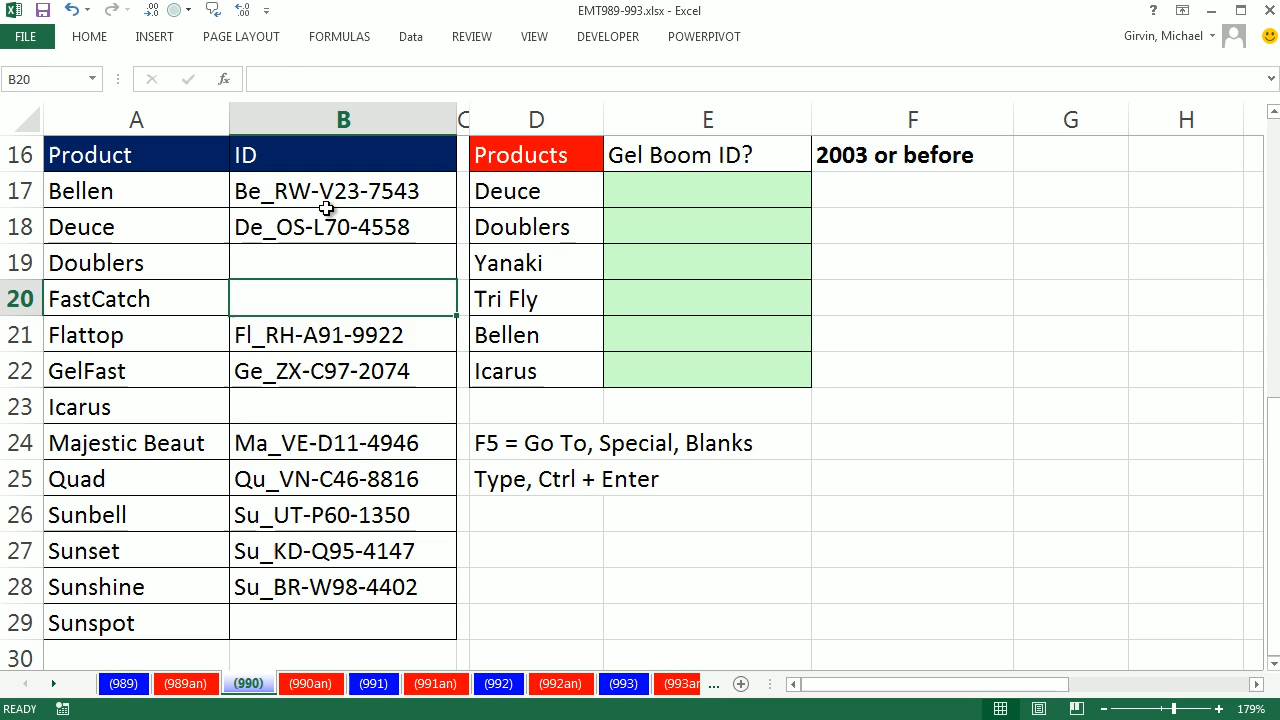 EMT989-993.xlsx - Excel
FILE HOME INSERT PAGE LAYOUT FORMULAS Data REVIEW VIEW DEVELOPER POWERPIVOT Girvin, Michael
B20 fx
A B C D E F G H
16 Product ID Products Gel Boom ID? 2003 or before
17 Bellen Be_RW-V23-7543 Deuce
18 Deuce De_OS-L70-4558 Doublers
19 Doublers Yanaki
20 FastCatch Tri Fly
21 Flattop Fl_RH-A91-9922 Bellen
22 GelFast Ge_ZX-C97-2074 Icarus
23 Icarus
24 Majestic Beaut Ma_VE-D11-4946 F5 = Go To, Special, Blanks
25 Quad Qu_VN-C46-8816 Type, Ctrl + Enter
26 Sunbell Su_UT-P60-1350
27 Sunset Su_KD-Q95-4147
28 Sunshine Su_BR-W98-4402
29 Sunspot
30
(989) (989an) (990) (990an) (991) (991an) (992) (992an) (993) (993an ...
READY 179%